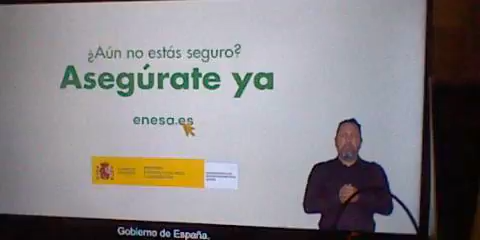 ¿Aún no estás seguro?
Asegúrate ya
enesa.es
Gobierno de España,